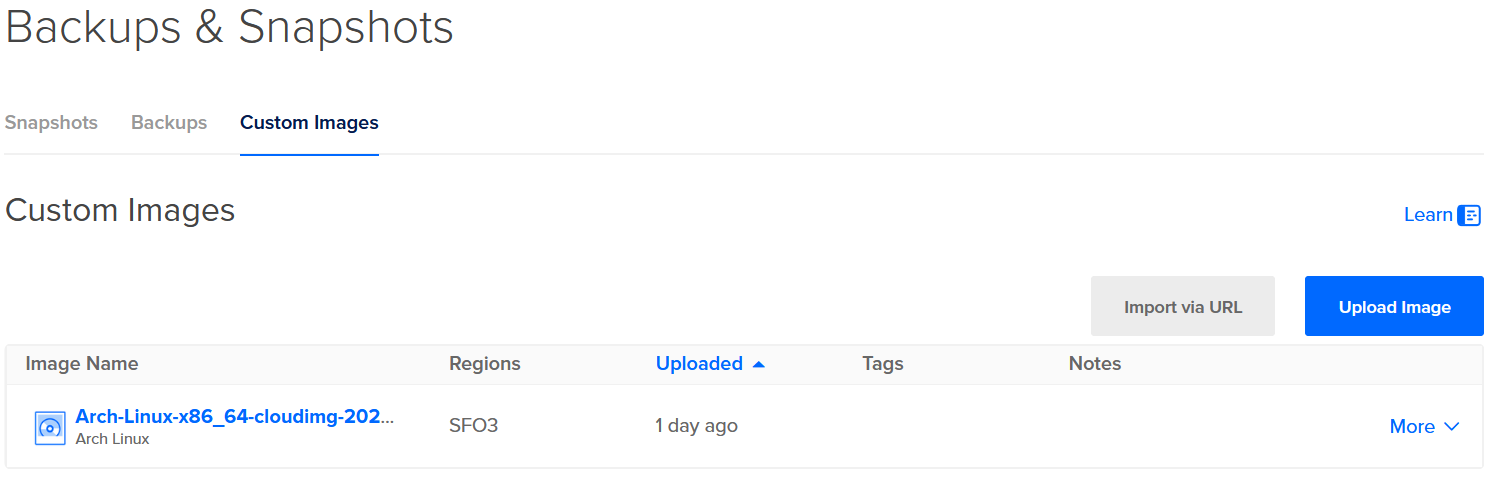 Backups & Snapshots
Snapshots Backups Custom Images
Custom Images
Learn
Import via URL Upload Image
Image Name Regions Uploaded Tags Notes
Arch-Linux-x86_64-cloudimg-202... SFO3 1 day ago More
Arch Linux